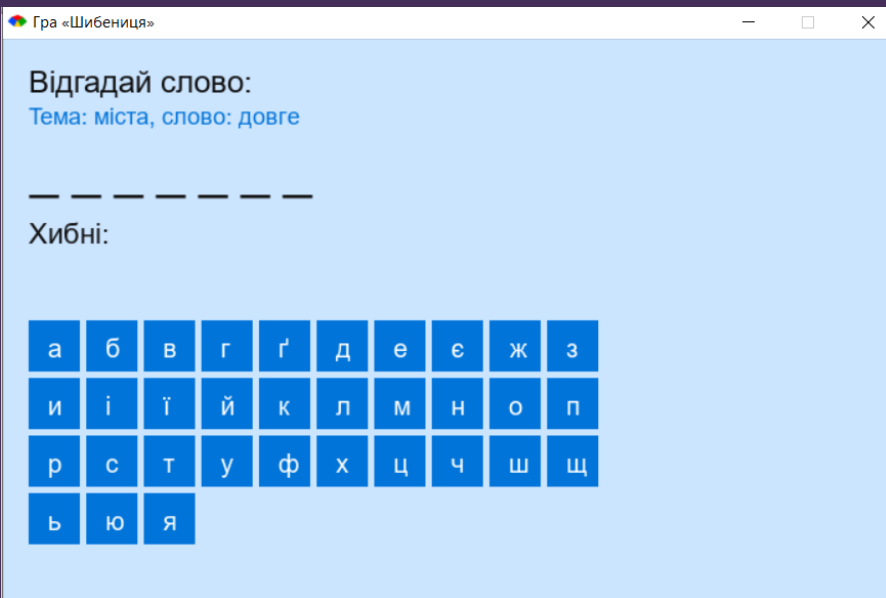 Гра «Шибениця»
Відгадай слово:
Тема: міста, слово: довге
_ _ _ _ _ _ _
Хибні:
а б в г ґ д е є ж з
и і ї й к л м н о п
р с т у ф х ц ч ш щ
ь ю я